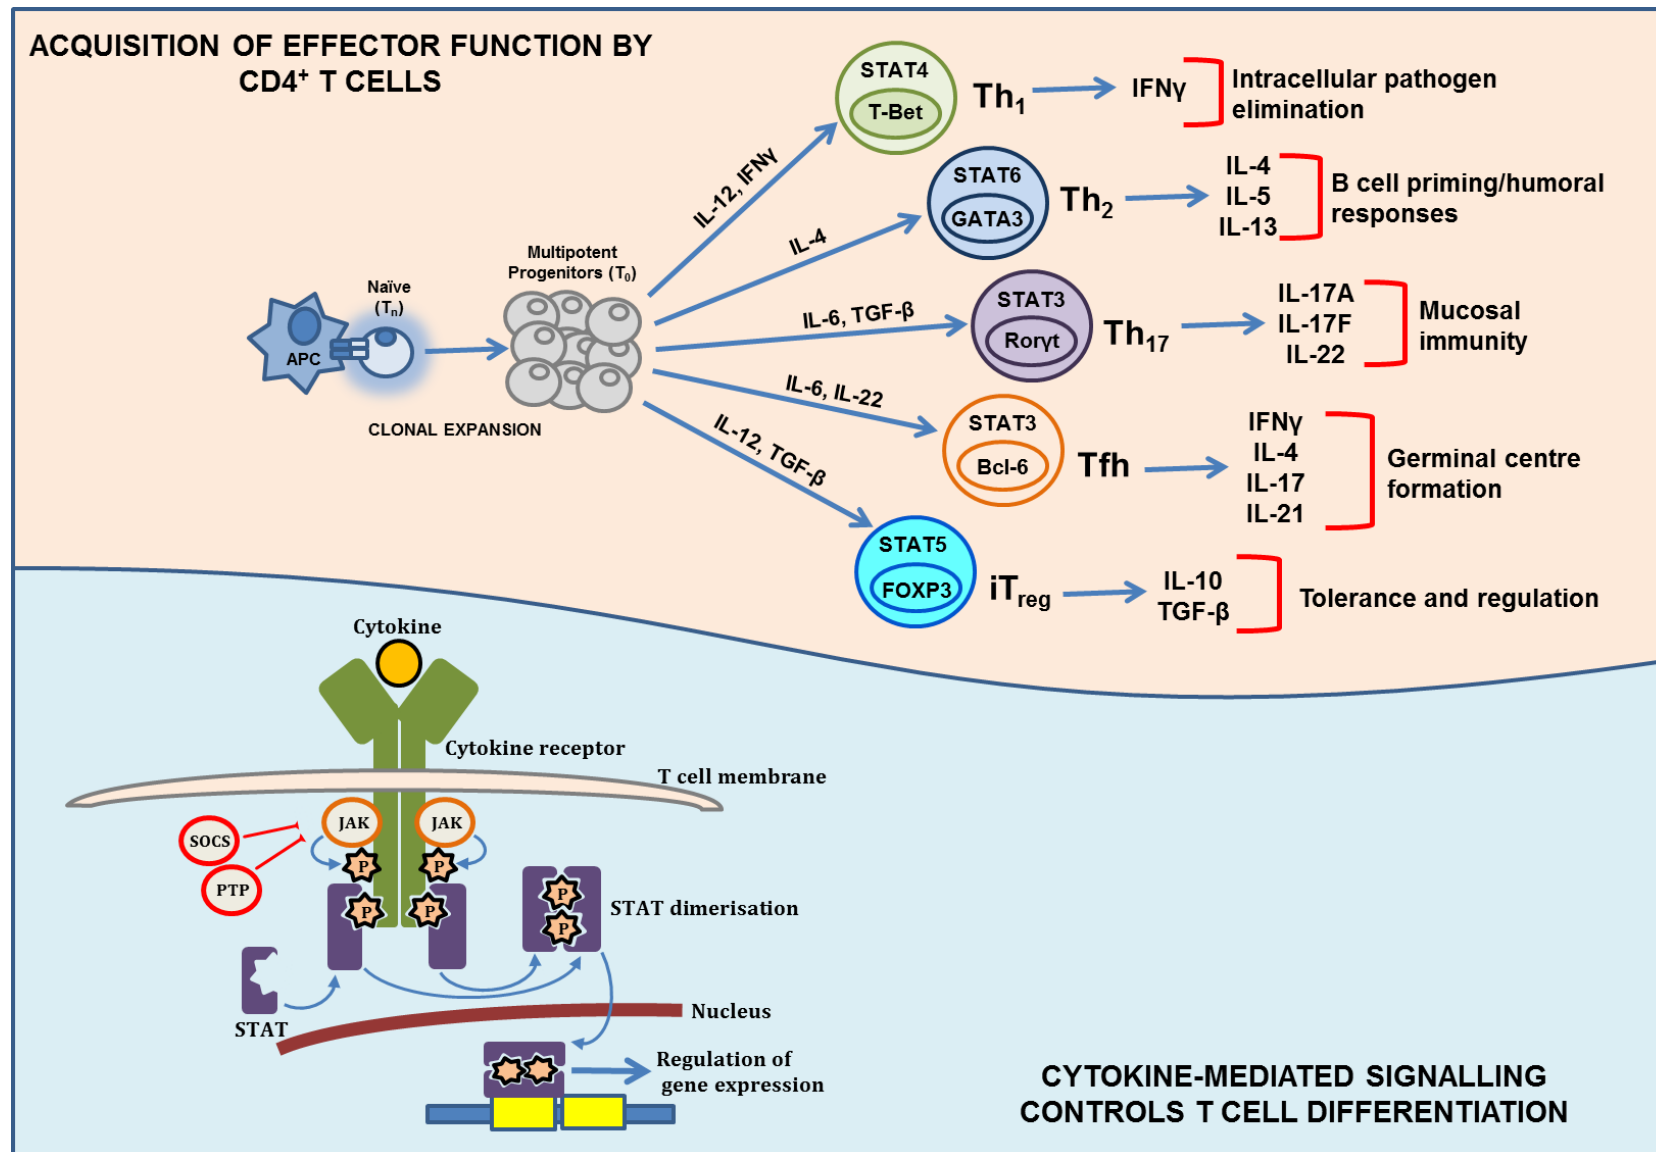 ACQUISITION OF EFFECTOR FUNCTION BY
CD4⁺ T CELLS
STAT4
T-Bet
Th₁
IFNγ
Intracellular pathogen
elimination
IL-12, IFNγ
STAT6
GATA3
Th₂
IL-4
IL-5
IL-13
B cell priming/humoral
responses
IL-4
Multipotent
Progenitors (T₀)
Naïve
(Tₙ)
APC
CLONAL EXPANSION
IL-6, TGF-β
STAT3
Rorγt
Th₁₇
IL-17A
IL-17F
IL-22
Mucosal
immunity
IL-6, IL-22
STAT3
Bcl-6
Tfh
IFNγ
IL-4
IL-17
IL-21
Germinal centre
formation
IL-12, TGF-β
STAT5
FOXP3
iT_reg
IL-10
TGF-β
Tolerance and regulation
Cytokine
Cytokine receptor
T cell membrane
JAK
JAK
SOCS
PTP
P
P
P
P
P
P
STAT dimerisation
STAT
Nucleus
Regulation of
gene expression
CYTOKINE-MEDIATED SIGNALLING
CONTROLS T CELL DIFFERENTIATION